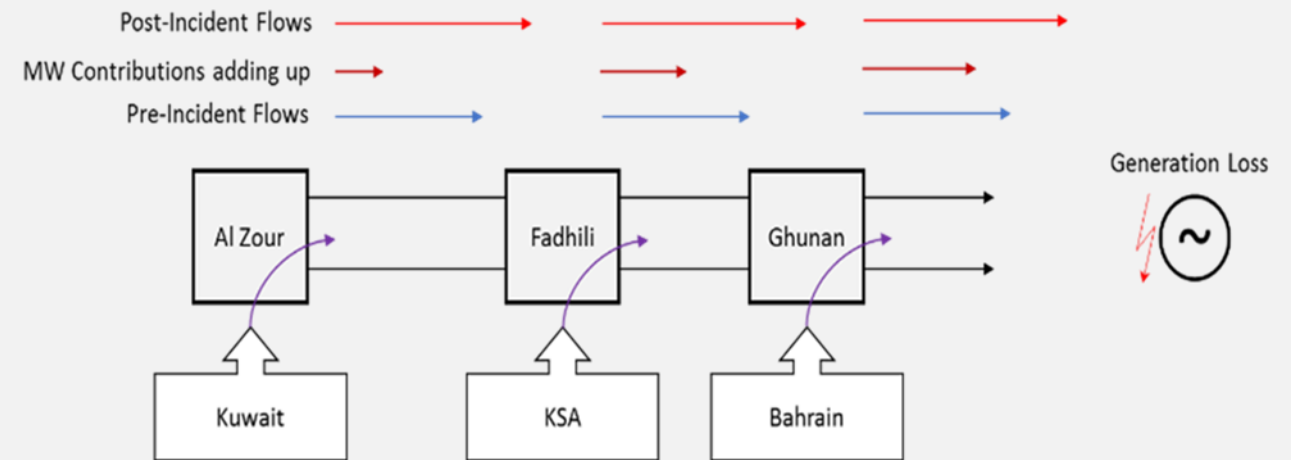 Post-Incident Flows
MW Contributions adding up
Pre-Incident Flows
Generation Loss
Al Zour
Fadhili
Ghunan
~
Kuwait
KSA
Bahrain